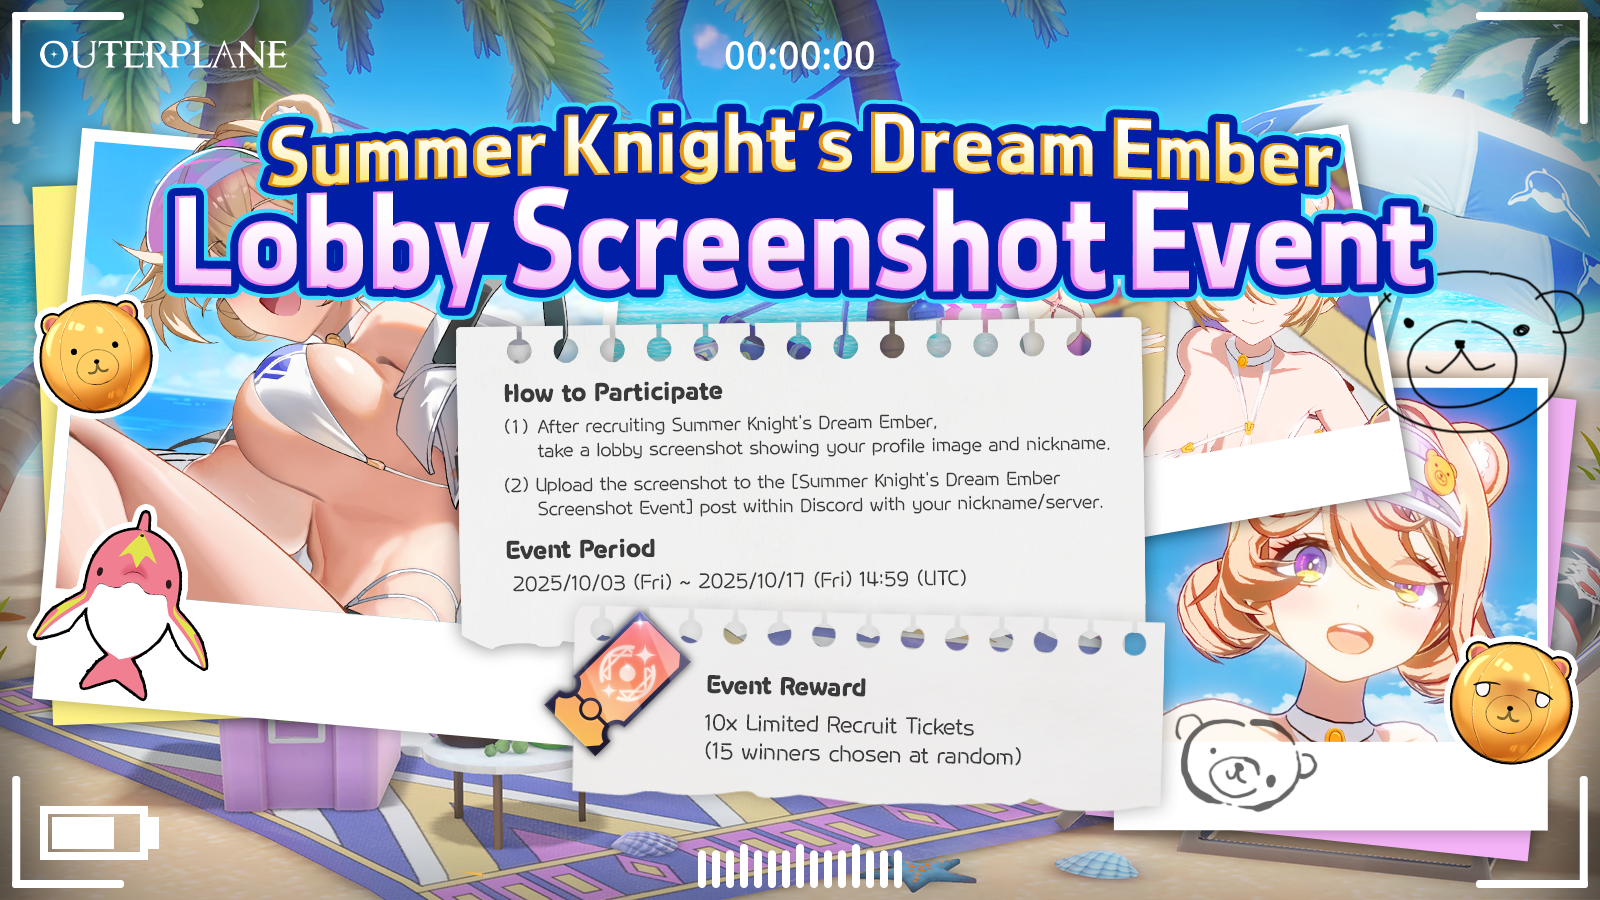 OUTERPLANE
00:00:00
Summer Knight's Dream Ember
Lobby Screenshot Event
How to Participate
(1) After recruiting Summer Knight's Dream Ember,
take a lobby screenshot showing your profile image and nickname.
(2) Upload the screenshot to the [Summer Knight's Dream Ember
Screenshot Event] post within Discord with your nickname/server.
Event Period
2025/10/03 (Fri) ~ 2025/10/17 (Fri) 14:59 (UTC)
Event Reward
10x Limited Recruit Tickets
(15 winners chosen at random)